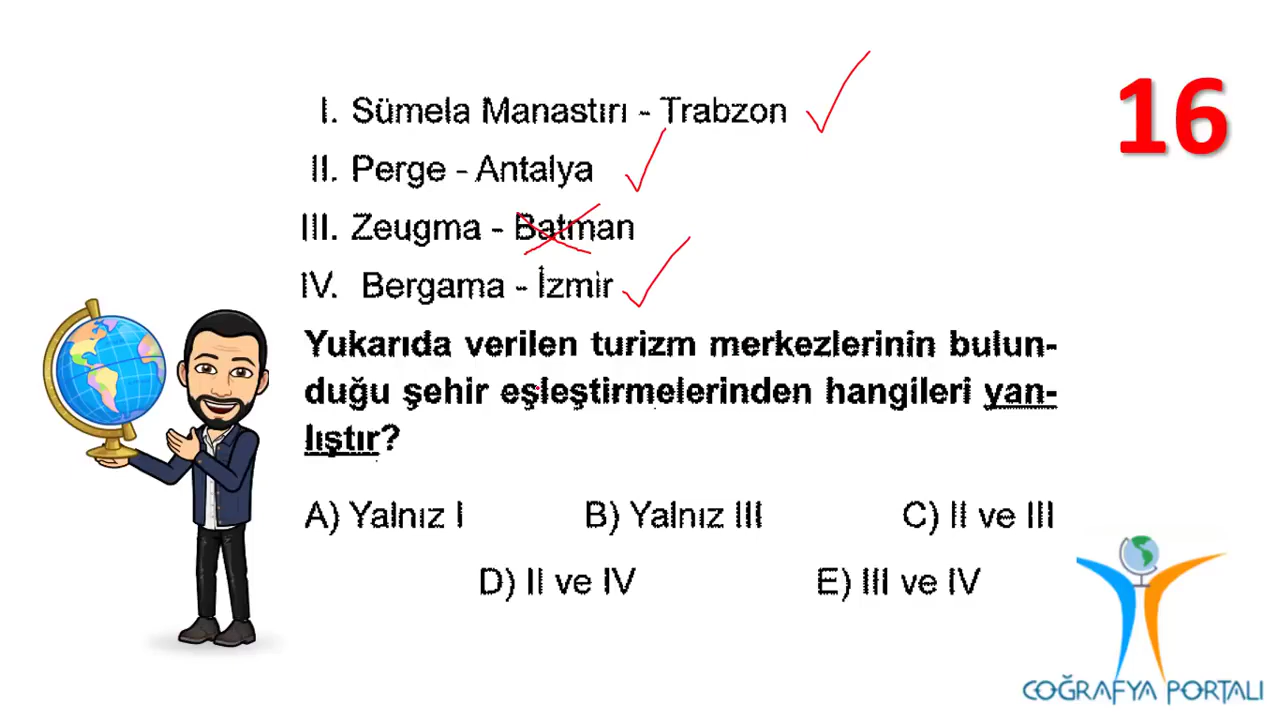 16
I. Sümela Manastırı - Trabzon
II. Perge - Antalya
III. Zeugma - Batman
IV. Bergama - İzmir
Yukarıda verilen turizm merkezlerinin bulun-
duğu şehir eşleştirmelerinden hangileri yan-
lıştır?
A) Yalnız I B) Yalnız III C) II ve III
D) II ve IV E) III ve IV
COĞRAFYA PORTALI